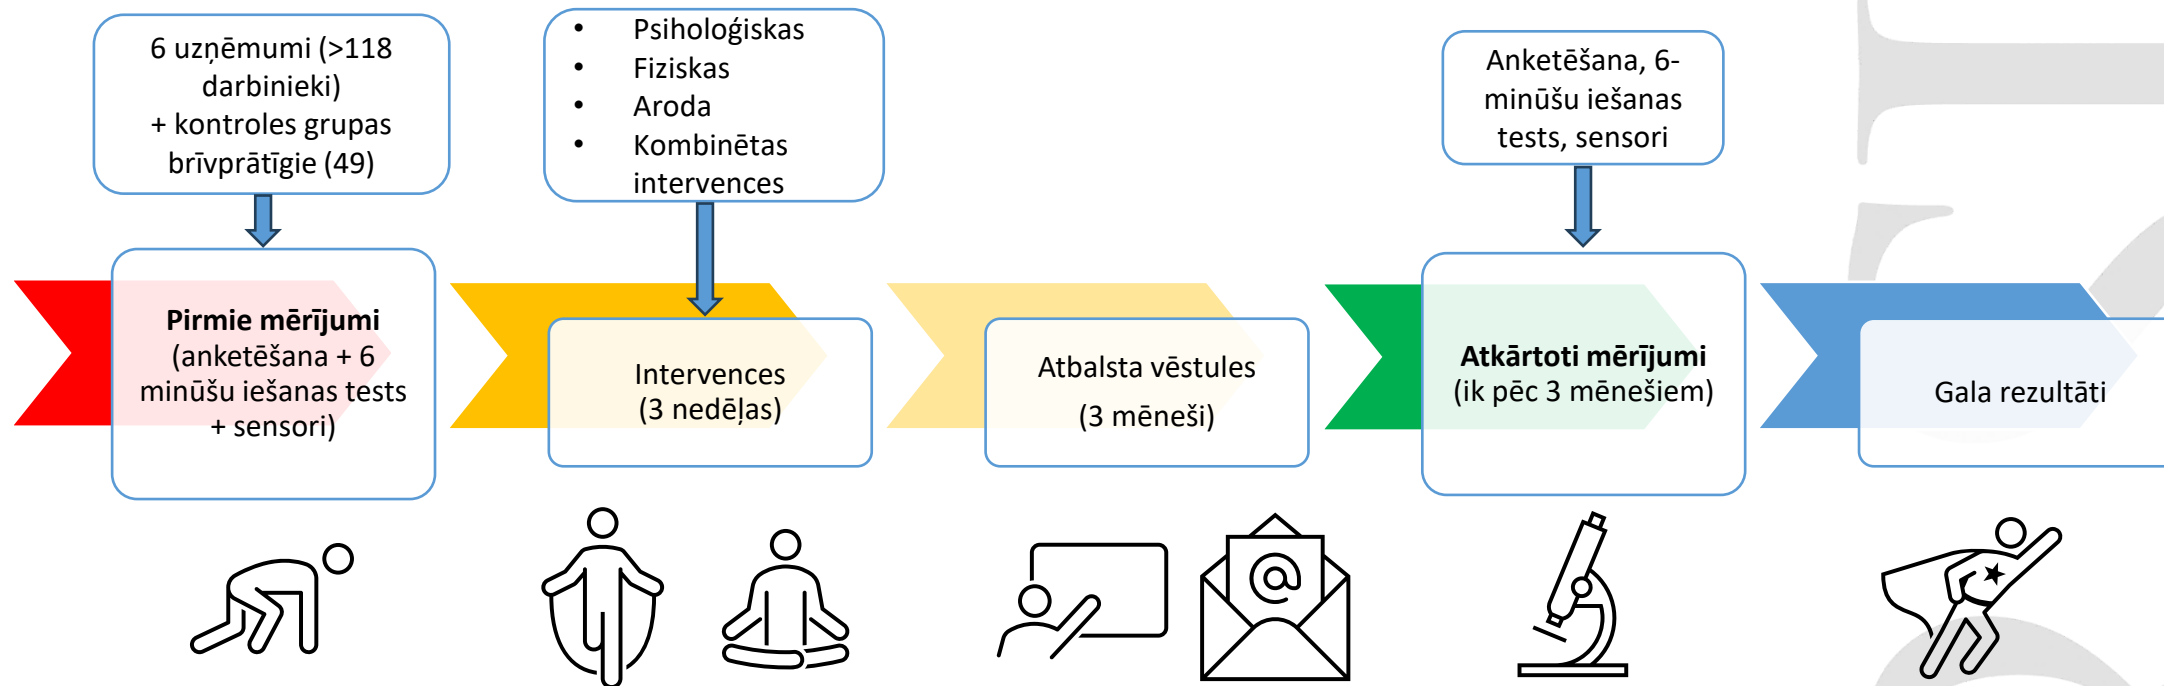 6 uzņēmumi (>118
darbinieki)
+ kontroles grupas
brīvprātīgie (49)
• Psiholoģiskas
• Fiziskas
• Aroda
• Kombinētas
intervences
Anketēšana, 6-
minūšu iešanas
tests, sensori
Pirmie mērījumi
(anketēšana + 6
minūšu iešanas tests
+ sensori)
Intervences
(3 nedēļas)
Atbalsta vēstules
(3 mēneši)
Atkārtoti mērījumi
(ik pēc 3 mēnešiem)
Gala rezultāti
@